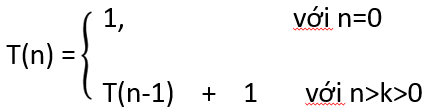 1, với n=0
T(n) =
T(n-1) + 1 với n>k>0